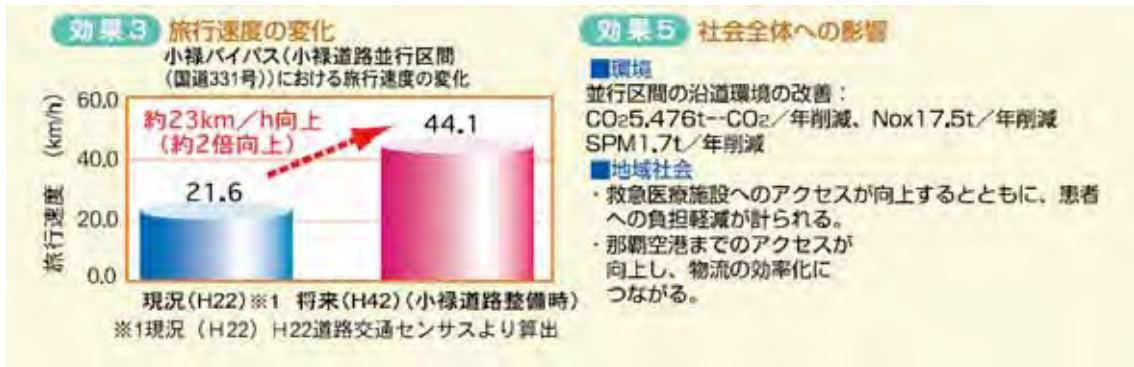 効果3 旅行速度の変化
小禄バイパス(小禄道路並行区間
(国道331号))における旅行速度の変化
旅行速度 (km/h)
60.0
40.0
20.0
0.0
約23km/h向上
(約2倍向上)
21.6
44.1
現況(H22)※1 将来(H42)(小禄道路整備時)
※1現況(H22) H22道路交通センサスより算出
効果5 社会全体への影響
■環境
並行区間の沿道環境の改善:
CO25,476t--CO2/年削減、Nox17.5t/年削減
SPM1.7t/年削減
■地域社会
・救急医療施設へのアクセスが向上するとともに、患者
への負担軽減が計られる。
・那覇空港までのアクセスが
向上し、物流の効率化に
つながる。